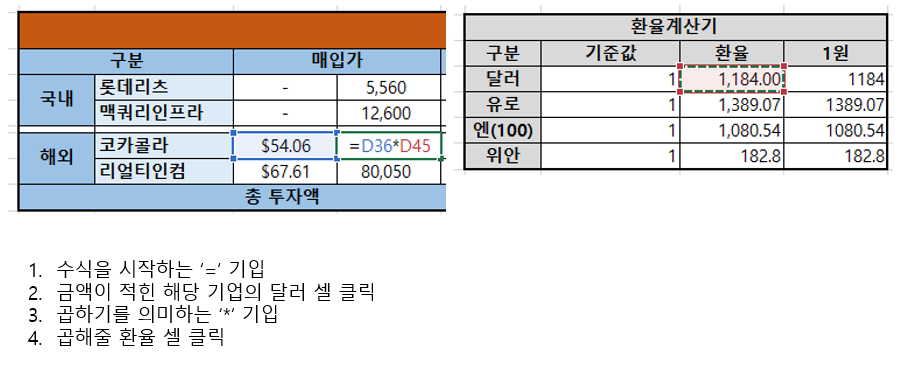 구분 매입가
국내 롯데리츠 - 5,560
맥쿼리인프라 - 12,600
해외 코카콜라 $54.06 =D36*D45
리얼티인컴 $67.61 80,050
총 투자액
환율계산기
구분 기준값 환율 1원
달러 1 1,184.00 1184
유로 1 1,389.07 1389.07
엔(100) 1 1,080.54 1080.54
위안 1 182.8 182.8
1. 수식을 시작하는 '=' 기입
2. 금액이 적힌 해당 기업의 달러 셀 클릭
3. 곱하기를 의미하는 '*' 기입
4. 곱해줄 환율 셀 클릭